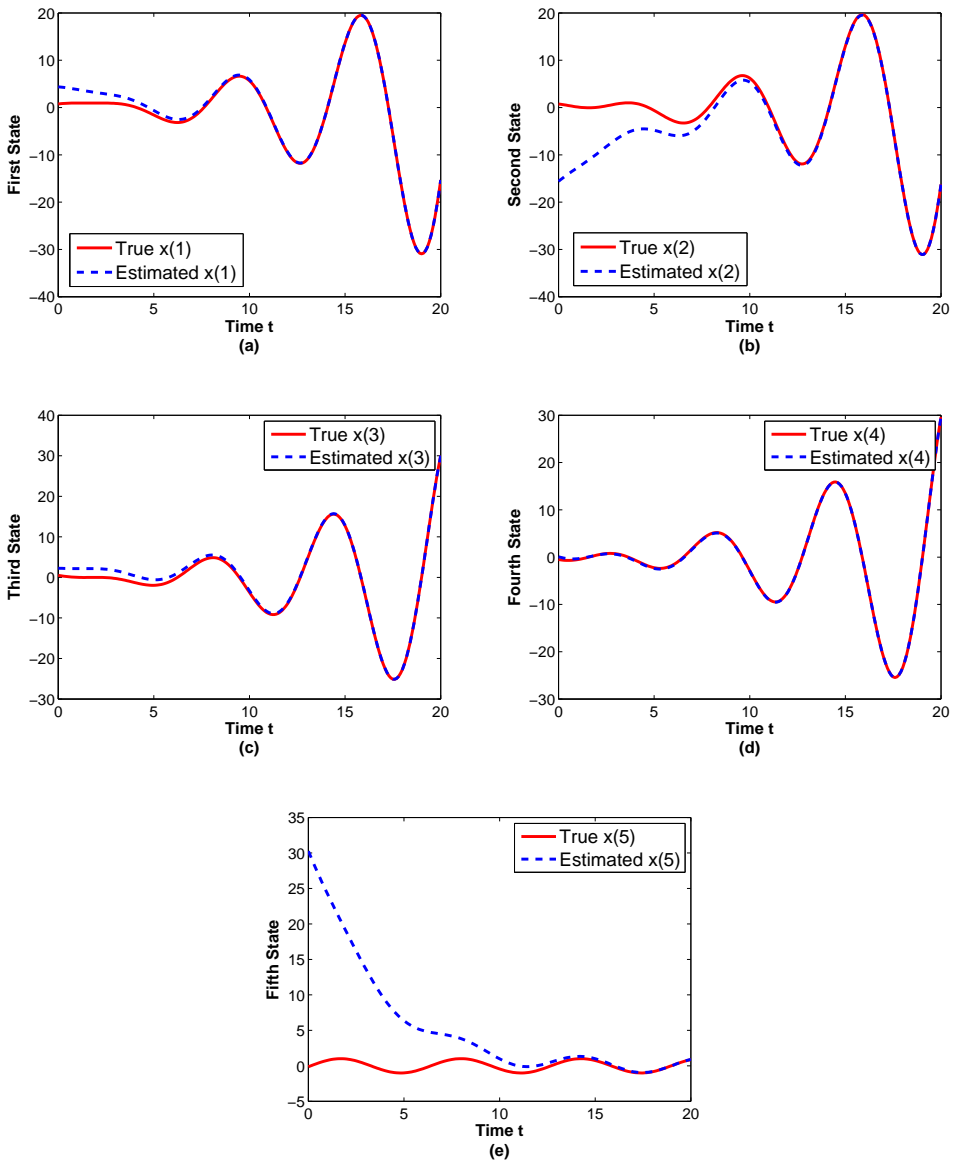 20
10
0
−10
−20
−30
−40
First State
True x(1)
Estimated x(1)
0 5 10 15 20
Time t
(a)
20
10
0
−10
−20
−30
−40
Second State
True x(2)
Estimated x(2)
0 5 10 15 20
Time t
(b)
40
30
20
10
0
−10
−20
−30
Third State
True x(3)
Estimated x(3)
0 5 10 15 20
Time t
(c)
30
20
10
0
−10
−20
−30
Fourth State
True x(4)
Estimated x(4)
0 5 10 15 20
Time t
(d)
35
30
25
20
15
10
5
0
−5
Fifth State
True x(5)
Estimated x(5)
0 5 10 15 20
Time t
(e)